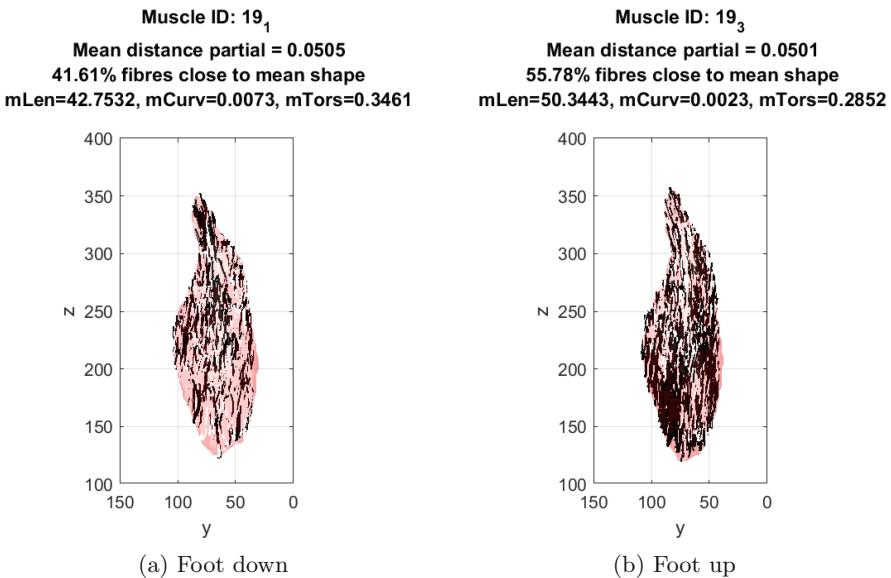 Muscle ID: 19_1
Mean distance partial = 0.0505
41.61% fibres close to mean shape
mLen=42.7532, mCurv=0.0073, mTors=0.3461
400
350
300
250
200
150
100
z
150 100 50 0
y
(a) Foot down
Muscle ID: 19_3
Mean distance partial = 0.0501
55.78% fibres close to mean shape
mLen=50.3443, mCurv=0.0023, mTors=0.2852
400
350
300
250
200
150
100
z
150 100 50 0
y
(b) Foot up